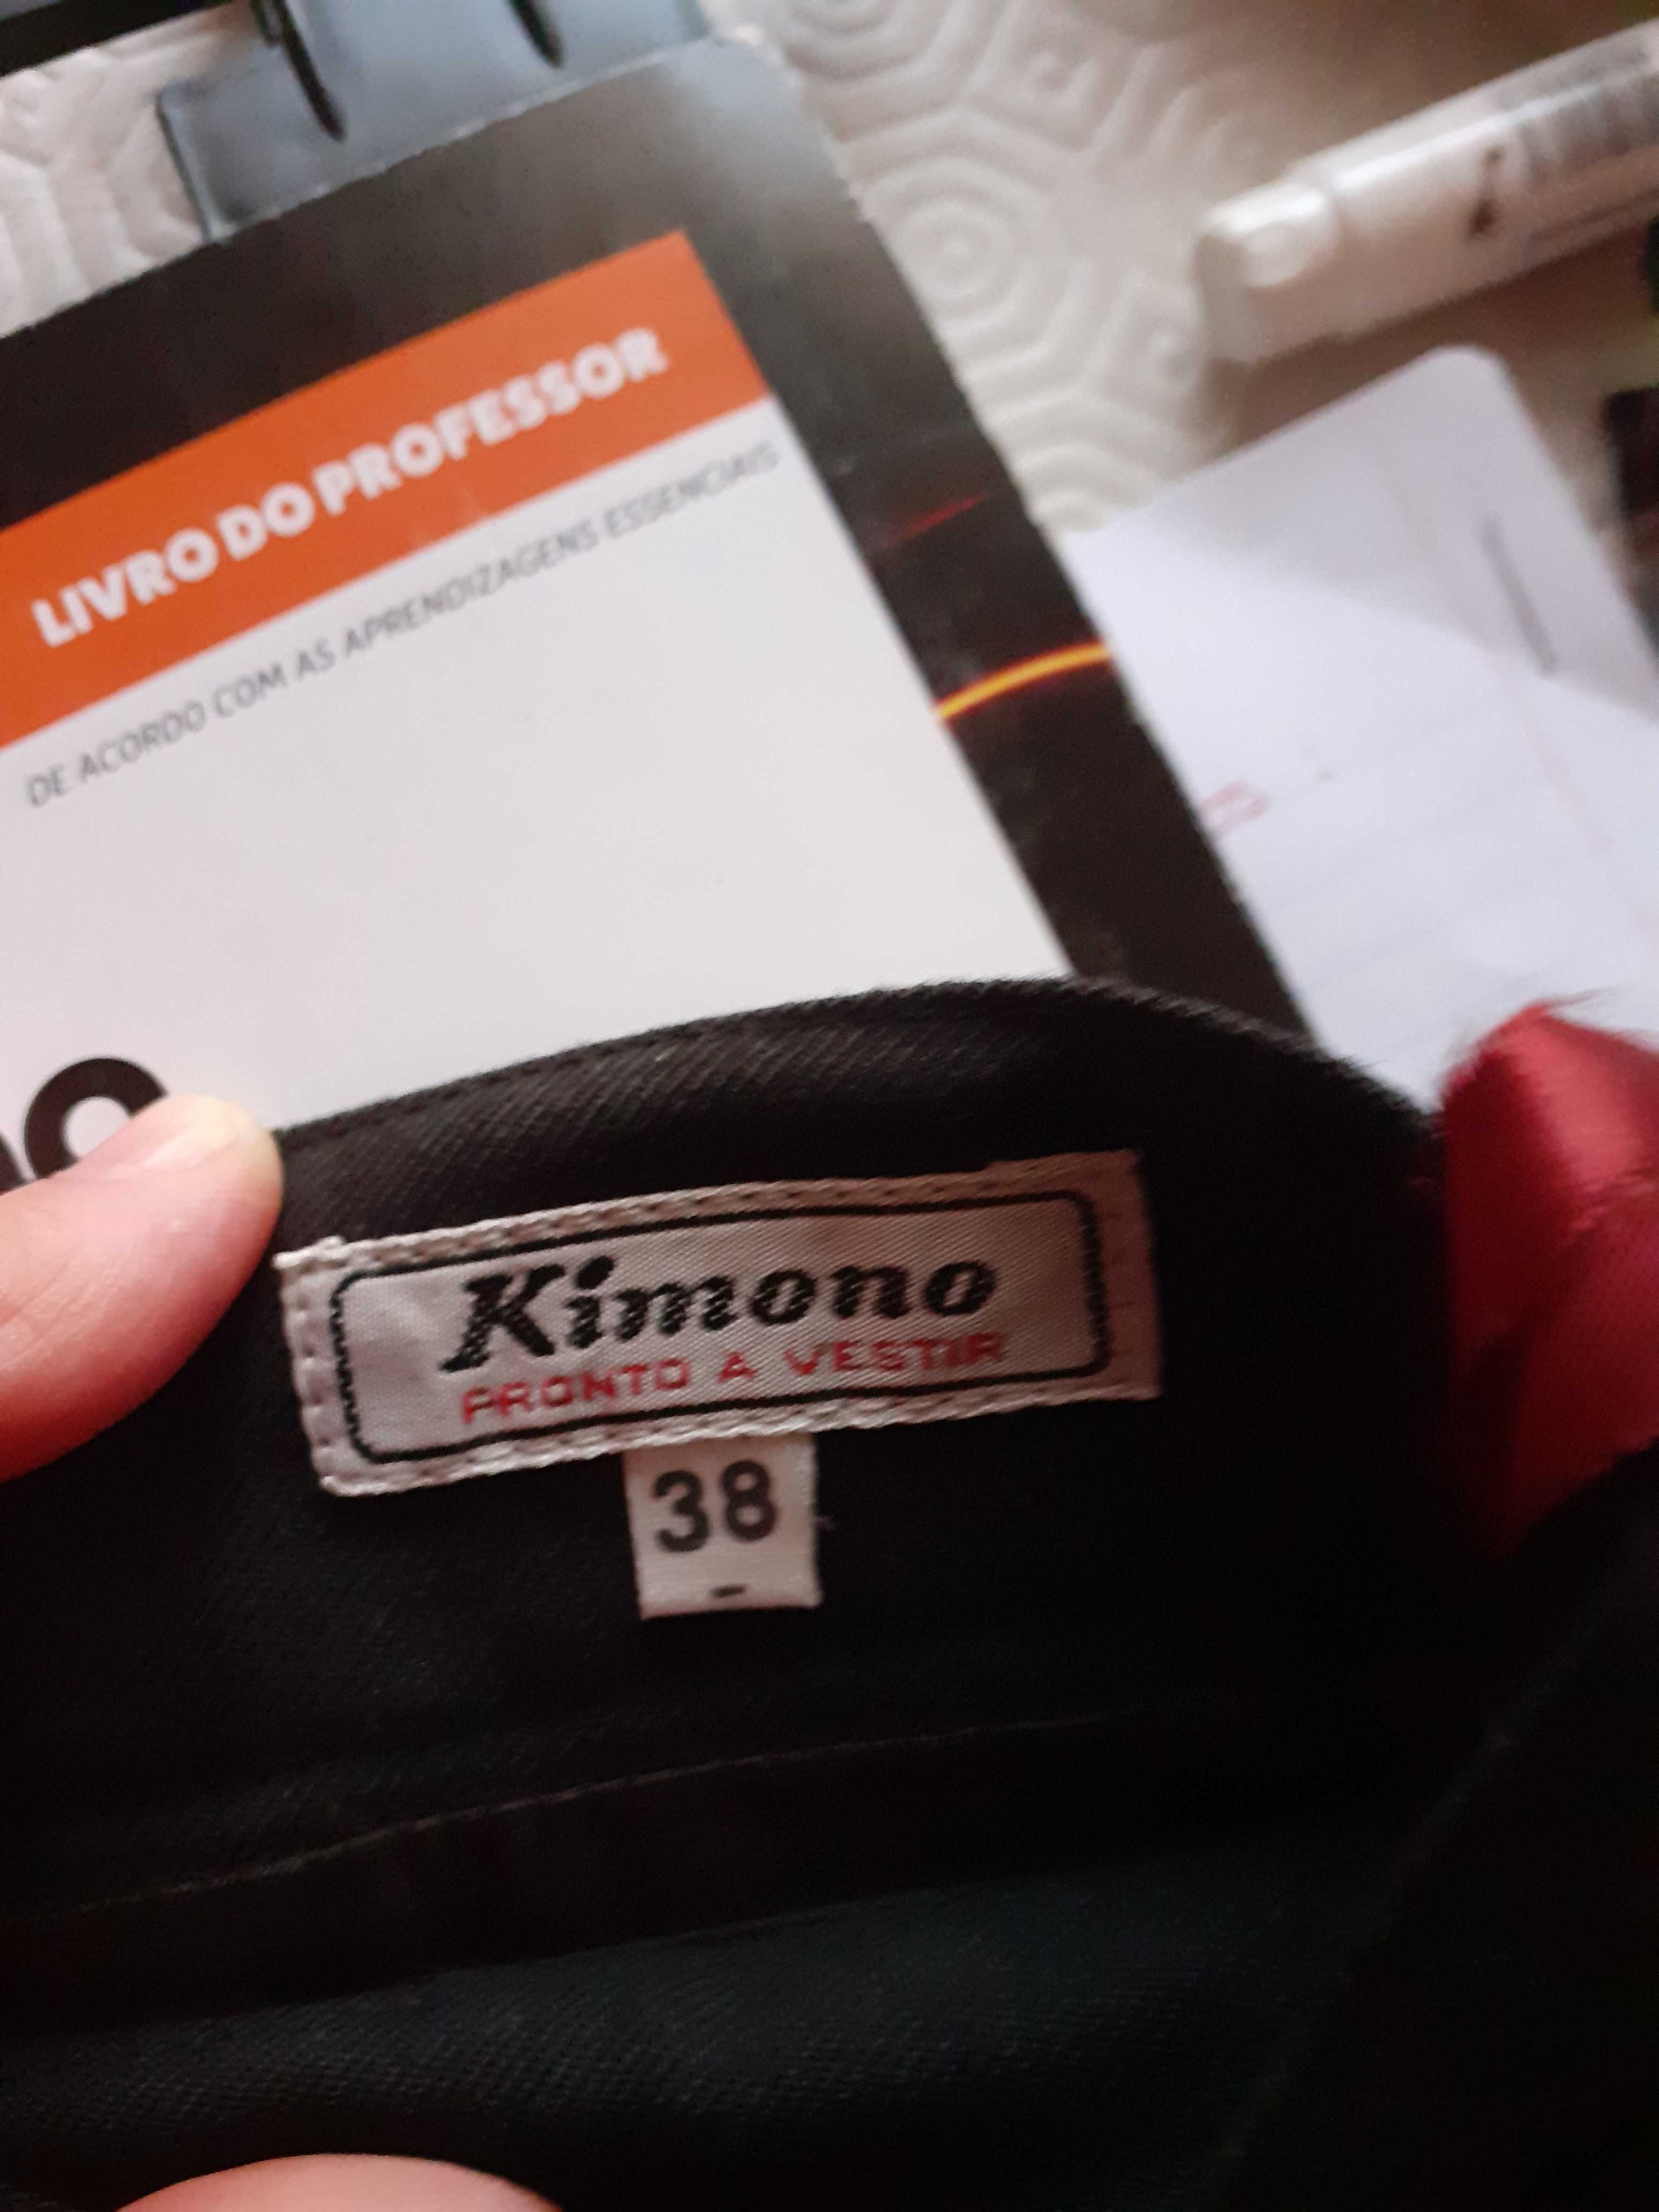 LIVRO DO PROFESSOR
DE ACORDO COM AS APRENDIZAGENS ESSENCIAIS
Kimono
PRONTO A VESTIR
38
-